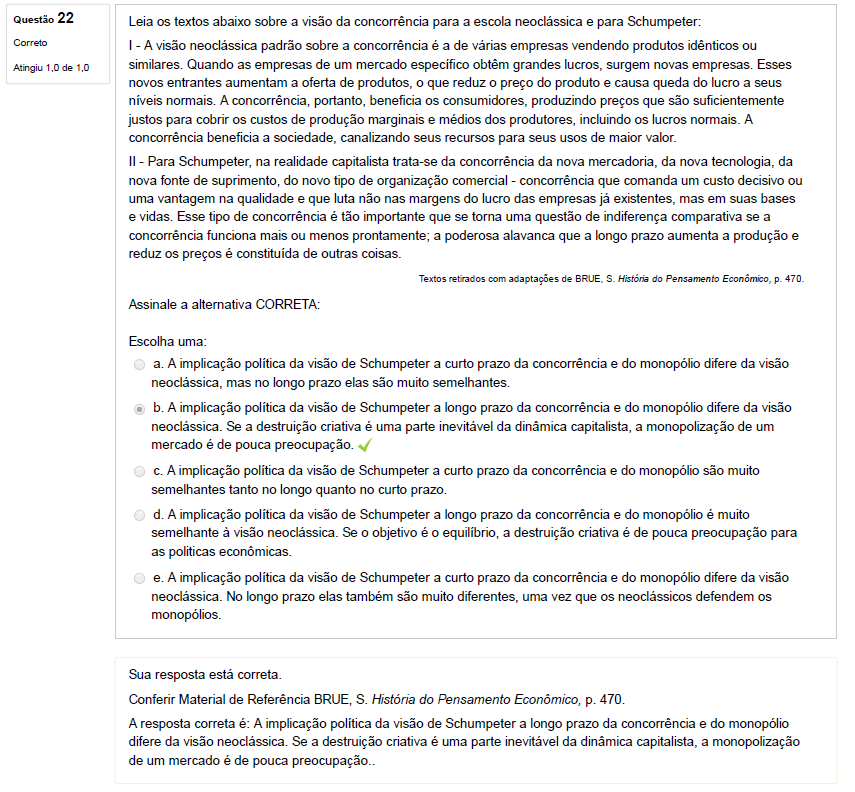 Questão 22
Correto
Atingiu 1,0 de 1,0
Leia os textos abaixo sobre a visão da concorrência para a escola neoclássica e para Schumpeter:
I - A visão neoclássica padrão sobre a concorrência é a de várias empresas vendendo produtos idênticos ou
similares. Quando as empresas de um mercado específico obtêm grandes lucros, surgem novas empresas. Esses
novos entrantes aumentam a oferta de produtos, o que reduz o preço do produto e causa queda do lucro a seus
níveis normais. A concorrência, portanto, beneficia os consumidores, produzindo preços que são suficientemente
justos para cobrir os custos de produção marginais e médios dos produtores, incluindo os lucros normais. A
concorrência beneficia a sociedade, canalizando seus recursos para seus usos de maior valor.
II - Para Schumpeter, na realidade capitalista trata-se da concorrência da nova mercadoria, da nova tecnologia, da
nova fonte de suprimento, do novo tipo de organização comercial - concorrência que comanda um custo decisivo ou
uma vantagem na qualidade e que luta não nas margens do lucro das empresas já existentes, mas em suas bases
e vidas. Esse tipo de concorrência é tão importante que se torna uma questão de indiferença comparativa se a
concorrência funciona mais ou menos prontamente; a poderosa alavanca que a longo prazo aumenta a produção e
reduz os preços é constituída de outras coisas.
Textos retirados com adaptações de BRUE, S. História do Pensamento Econômico, p. 470.
Assinale a alternativa CORRETA:
Escolha uma:
a. A implicação política da visão de Schumpeter a curto prazo da concorrência e do monopólio difere da visão
neoclássica, mas no longo prazo elas são muito semelhantes.
b. A implicação política da visão de Schumpeter a longo prazo da concorrência e do monopólio difere da visão
neoclássica. Se a destruição criativa é uma parte inevitável da dinâmica capitalista, a monopolização de um
mercado é de pouca preocupação.
c. A implicação política da visão de Schumpeter a curto prazo da concorrência e do monopólio são muito
semelhantes tanto no longo quanto no curto prazo.
d. A implicação política da visão de Schumpeter a longo prazo da concorrência e do monopólio é muito
semelhante à visão neoclássica. Se o objetivo é o equilíbrio, a destruição criativa é de pouca preocupação para
as politicas econômicas.
e. A implicação política da visão de Schumpeter a curto prazo da concorrência e do monopólio difere da visão
neoclássica. No longo prazo elas também são muito diferentes, uma vez que os neoclássicos defendem os
monopólios.
Sua resposta está correta.
Conferir Material de Referência BRUE, S. História do Pensamento Econômico, p. 470.
A resposta correta é: A implicação política da visão de Schumpeter a longo prazo da concorrência e do monopólio
difere da visão neoclássica. Se a destruição criativa é uma parte inevitável da dinâmica capitalista, a monopolização
de um mercado é de pouca preocupação..